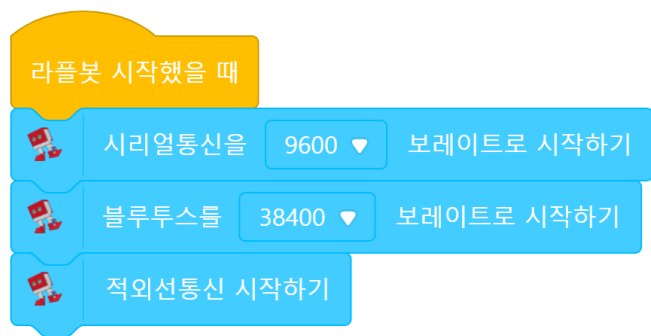 라플봇 시작했을 때
시리얼통신을 9600 보레이트로 시작하기
블루투스를 38400 보레이트로 시작하기
적외선통신 시작하기